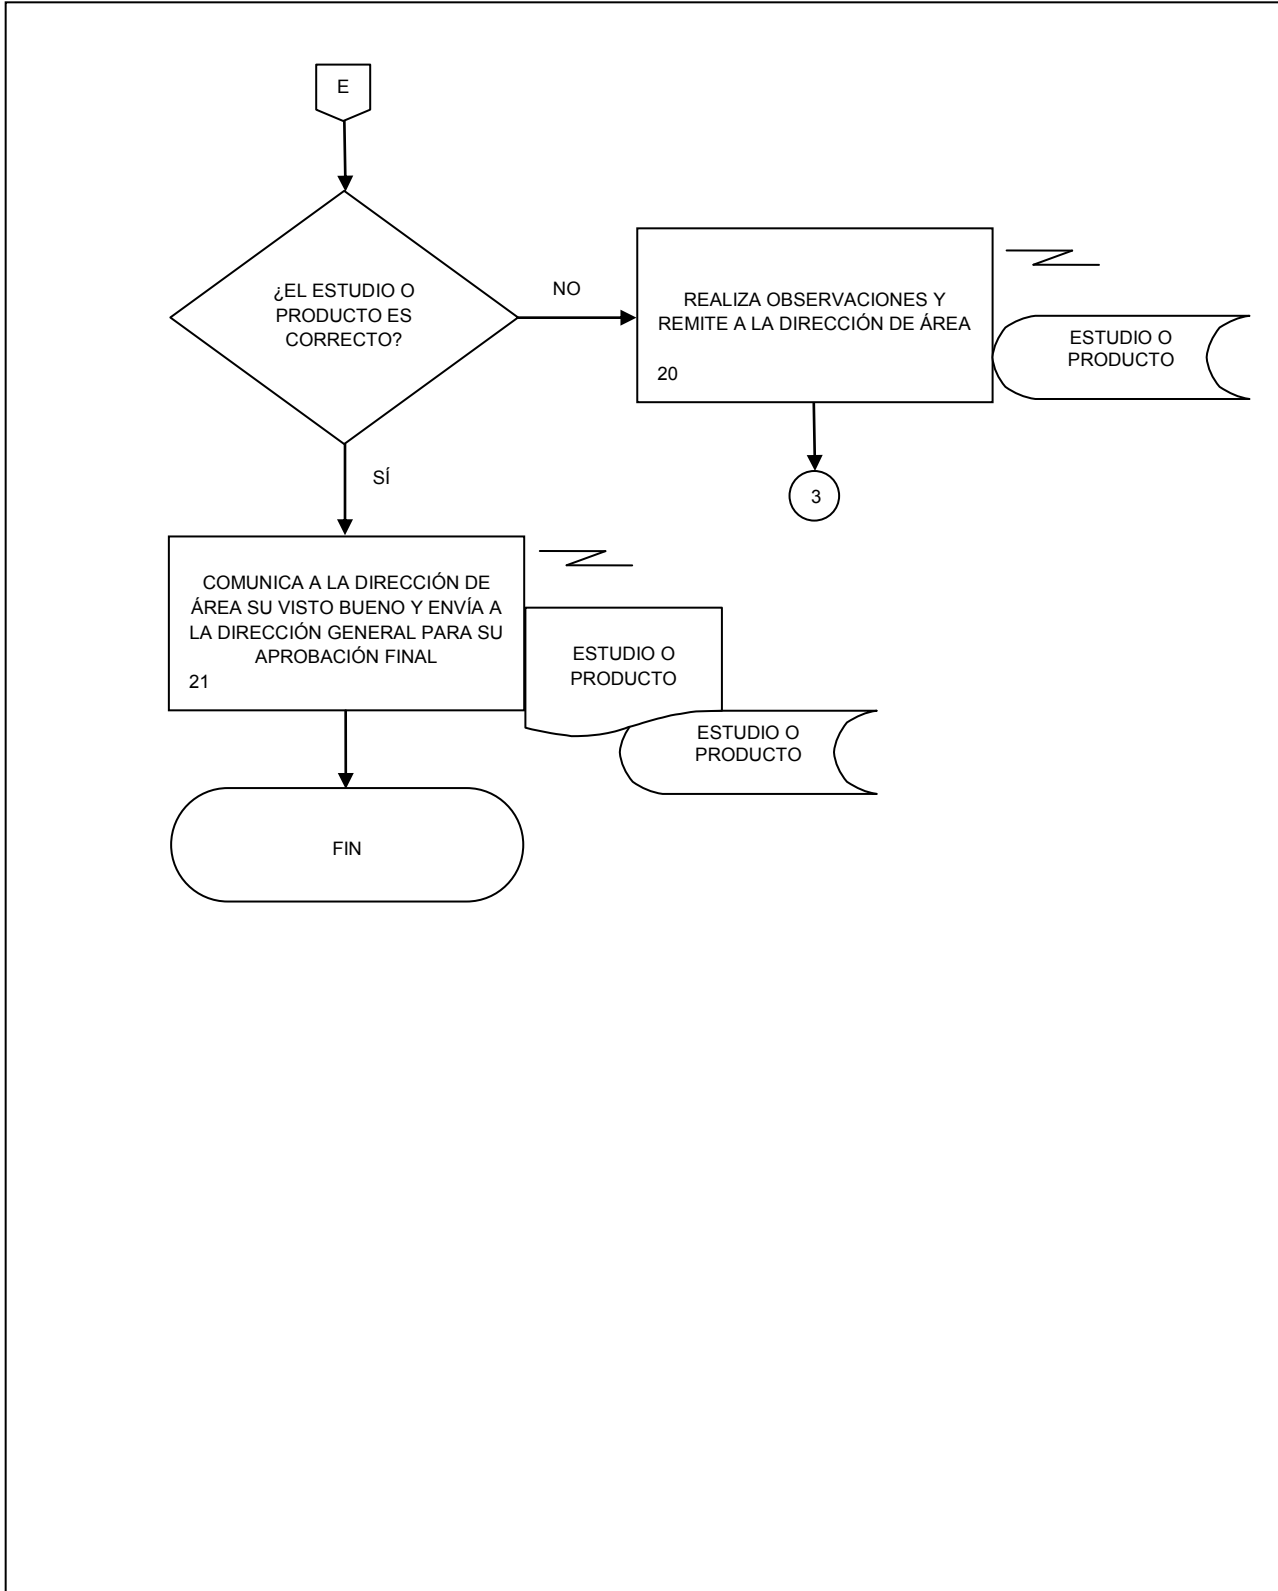 E
¿EL ESTUDIO O
PRODUCTO ES
CORRECTO?
NO
REALIZA OBSERVACIONES Y
REMITE A LA DIRECCIÓN DE ÁREA
20
ESTUDIO O
PRODUCTO
3
SÍ
COMUNICA A LA DIRECCIÓN DE
ÁREA SU VISTO BUENO Y ENVÍA A
LA DIRECCIÓN GENERAL PARA SU
APROBACIÓN FINAL
21
ESTUDIO O
PRODUCTO
ESTUDIO O
PRODUCTO
FIN